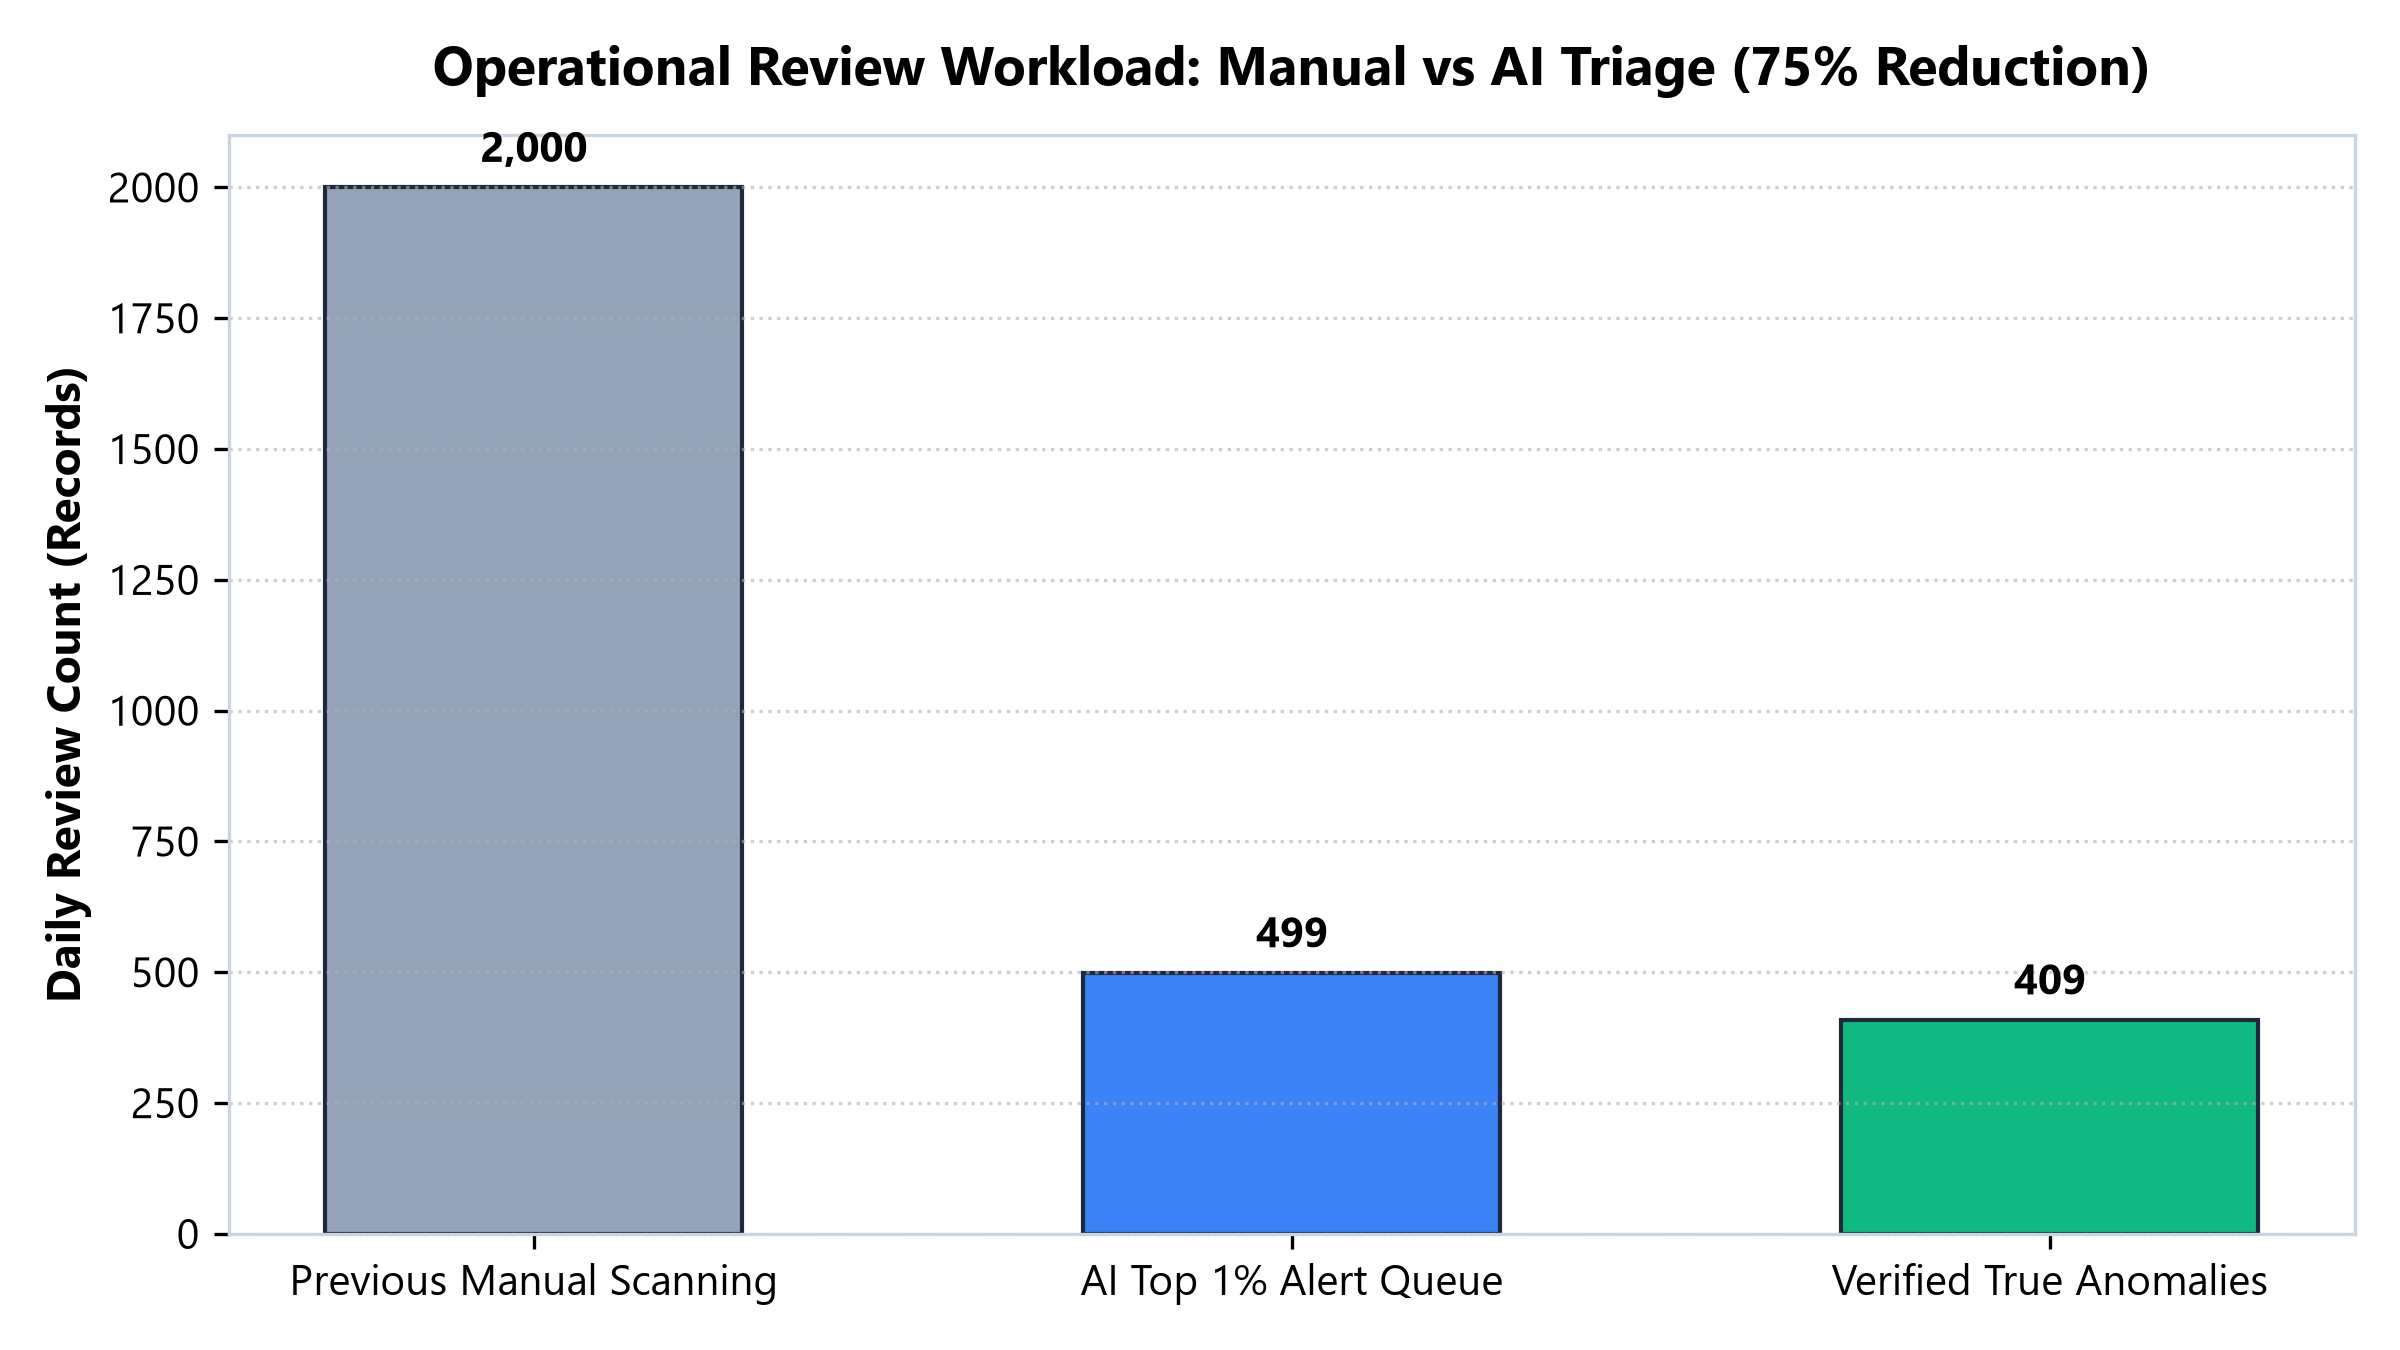 Operational Review Workload: Manual vs AI Triage (75% Reduction)
Daily Review Count (Records)
2000
1750
1500
1250
1000
750
500
250
0
2,000
499
409
Previous Manual Scanning
AI Top 1% Alert Queue
Verified True Anomalies